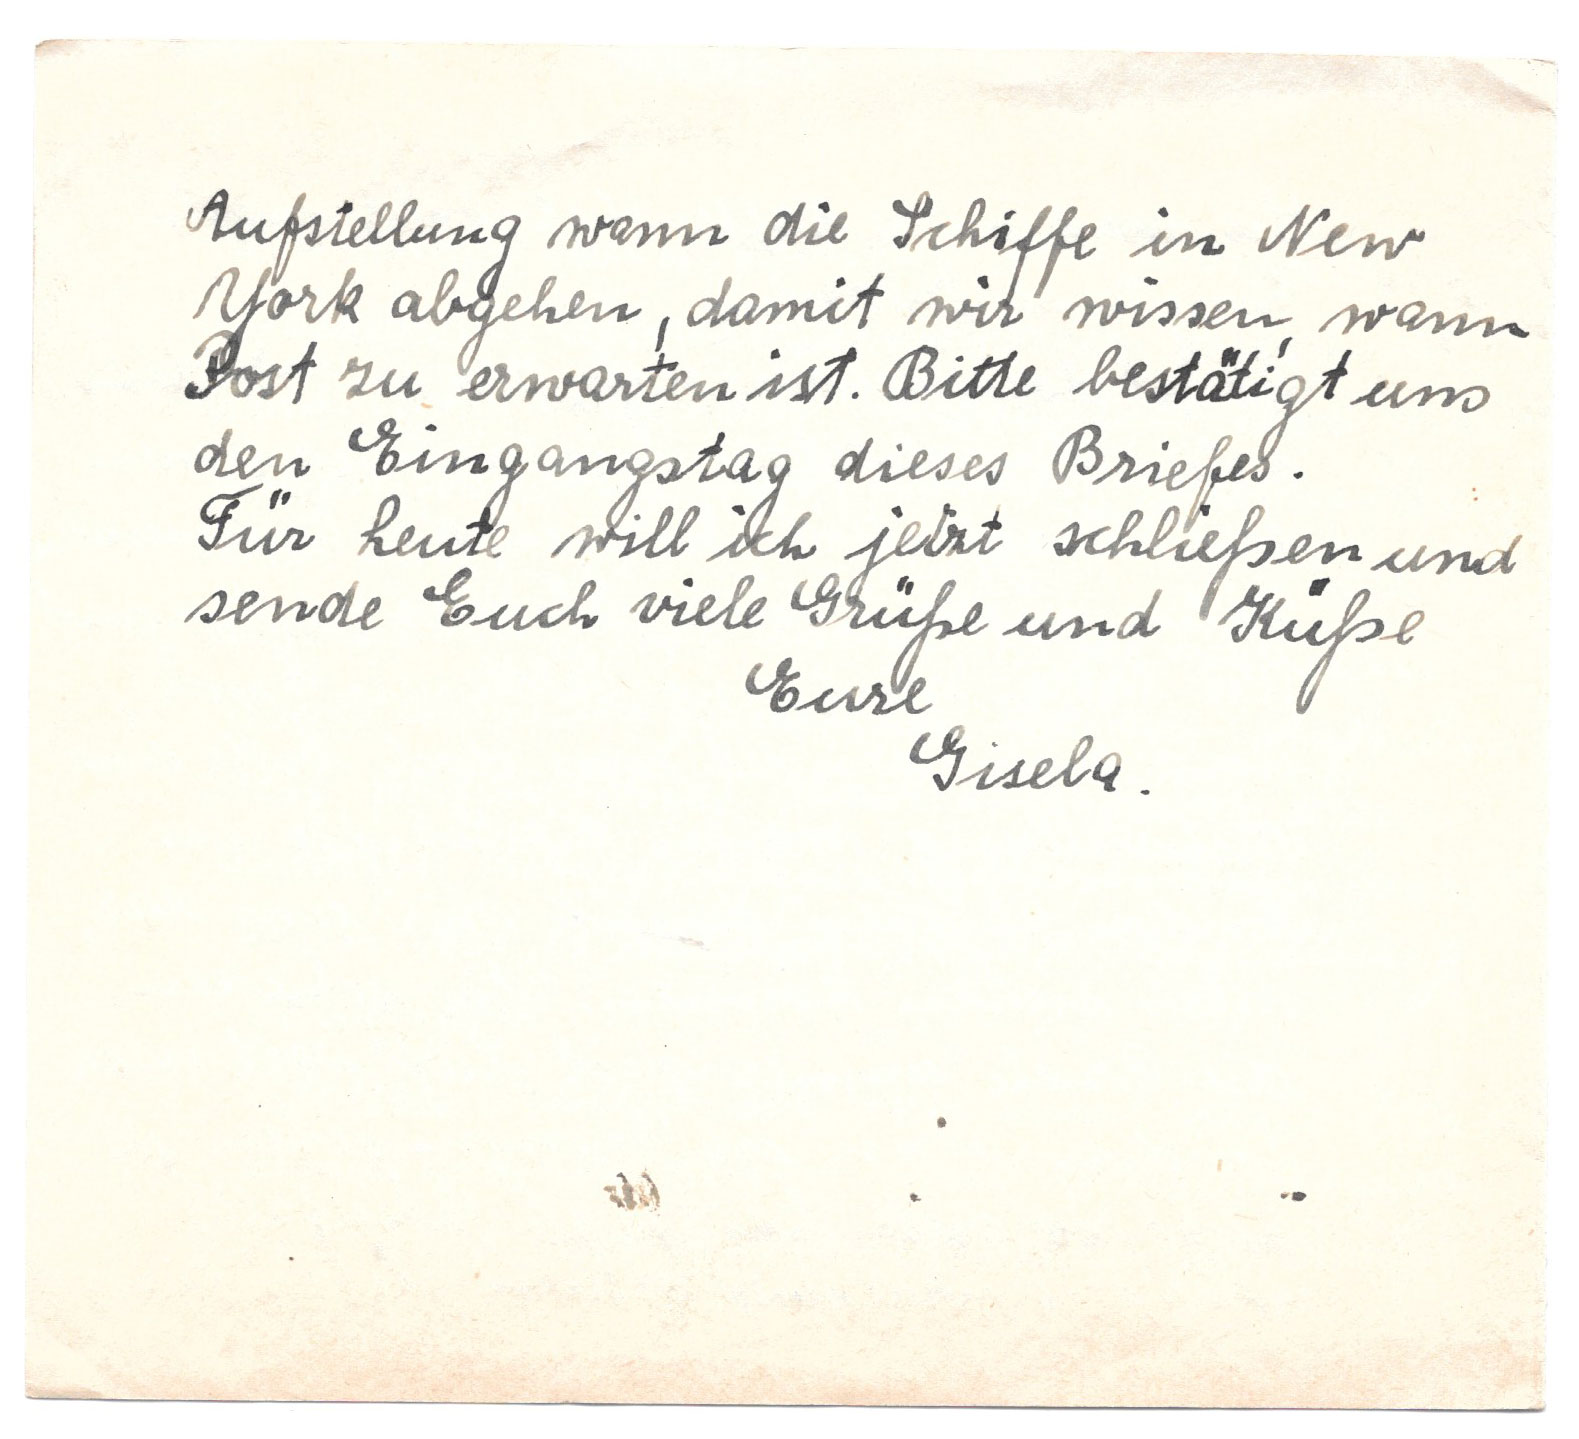 Aufstellung wann die Schiffe in New
York abgehen, damit wir wissen, wann
Post zu erwarten ist. Bitte bestätigt uns
den Eingangstag dieses Briefes.
Für heute will ich jetzt schließen und
sende Euch viele Grüße und Küße
Eure
Gisela.